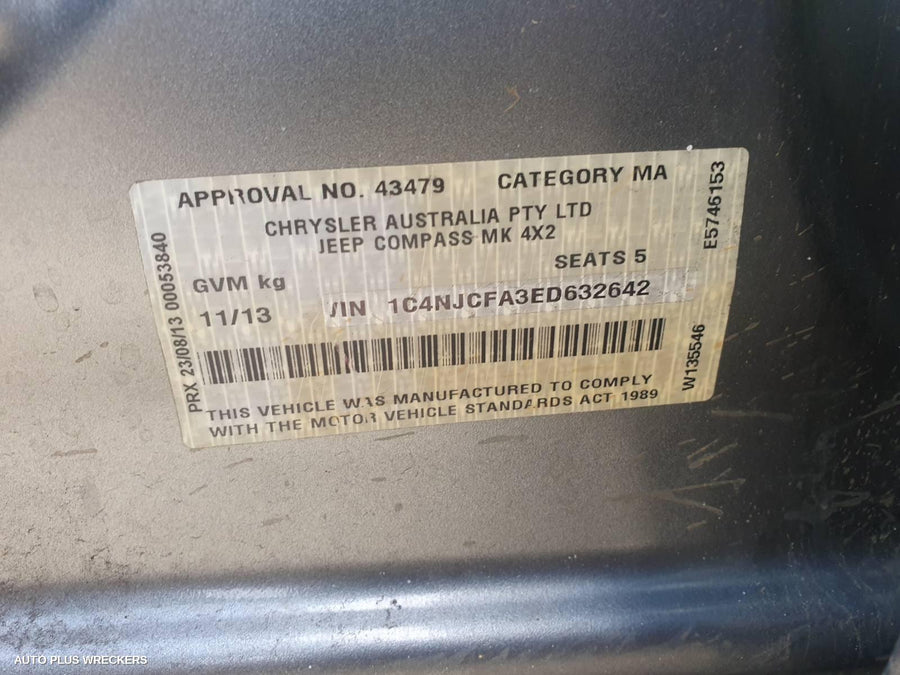 APPROVAL NO. 43479 CATEGORY MA
CHRYSLER AUSTRALIA PTY LTD
JEEP COMPASS MK 4X2
SEATS 5
GVM kg
11/13 VIN 1C4NJCFA3ED632642
THIS VEHICLE WAS MANUFACTURED TO COMPLY
WITH THE MOTOR VEHICLE STANDARDS ACT 1989
PRX 23/08/13 00053840
E5746153
W135546
AUTO PLUS WRECKERS